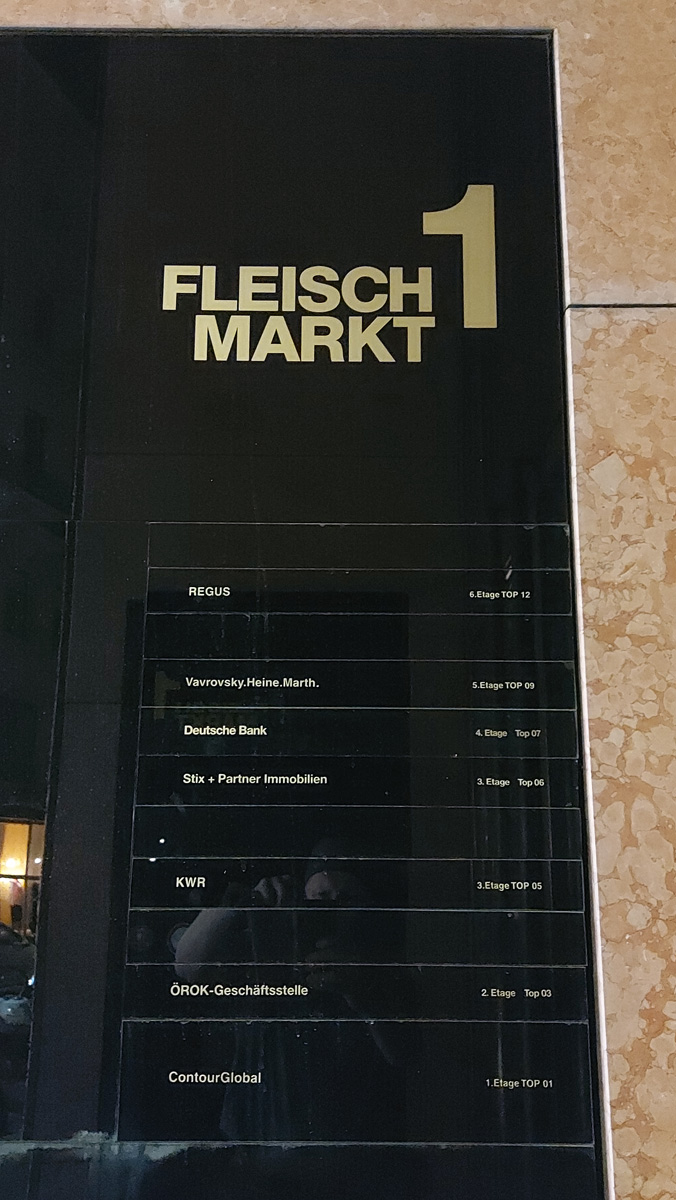 FLEISCH 1
MARKT
REGUS 6.Etage TOP 12
Vavrovsky.Heine.Marth. 5.Etage TOP 09
Deutsche Bank 4. Etage Top 07
Stix + Partner Immobilien 3. Etage Top 06
KWR 3.Etage TOP 05
ÖROK-Geschäftsstelle 2. Etage Top 03
ContourGlobal 1.Etage TOP 01